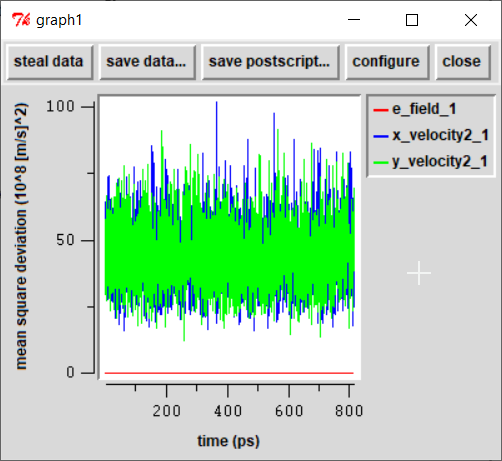 graph1
steal data save data... save postscript... configure close
mean square deviation (10^8 [m/s]^2)
100
50
0
200 400 600 800
time (ps)
e_field_1
x_velocity2_1
y_velocity2_1